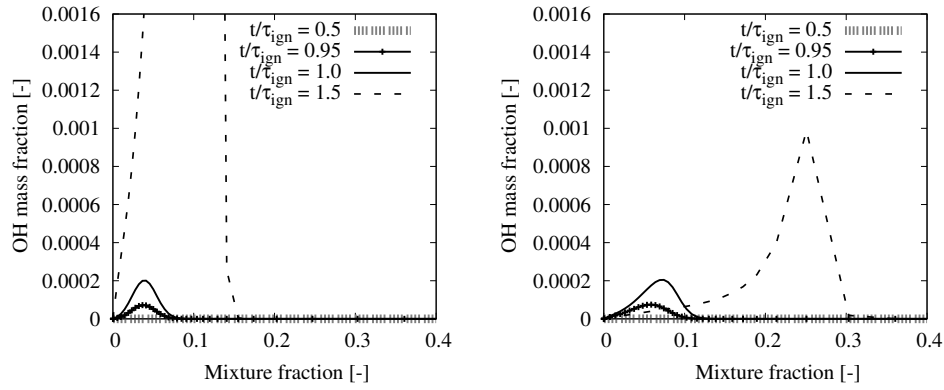 0.0016
0.0014
0.0012
0.001
0.0008
0.0006
0.0004
0.0002
0
OH mass fraction [-]
t/τign = 0.5
t/τign = 0.95
t/τign = 1.0
t/τign = 1.5
0 0.1 0.2 0.3 0.4
Mixture fraction [-]
0.0016
0.0014
0.0012
0.001
0.0008
0.0006
0.0004
0.0002
0
OH mass fraction [-]
t/τign = 0.5
t/τign = 0.95
t/τign = 1.0
t/τign = 1.5
0 0.1 0.2 0.3 0.4
Mixture fraction [-]